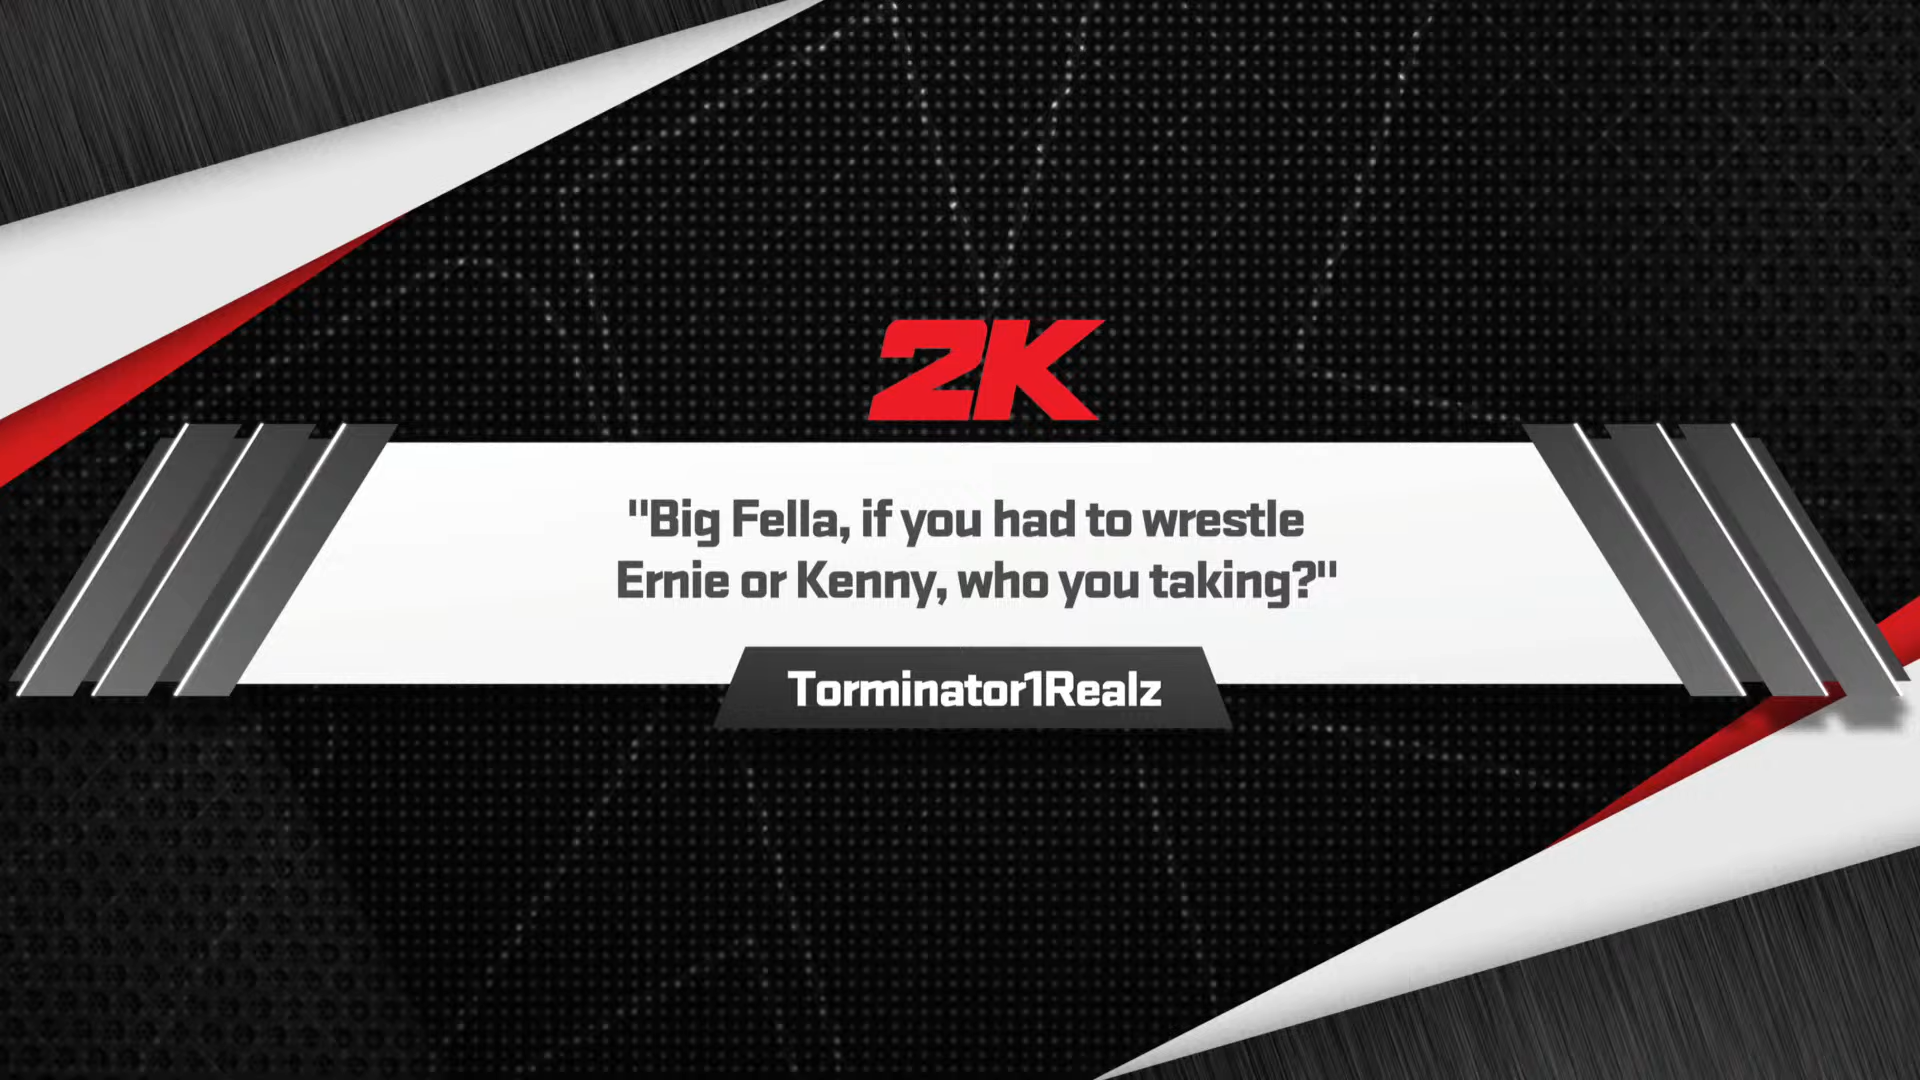 2K
"Big Fella, if you had to wrestle
Ernie or Kenny, who you taking?"
Torminator1Realz